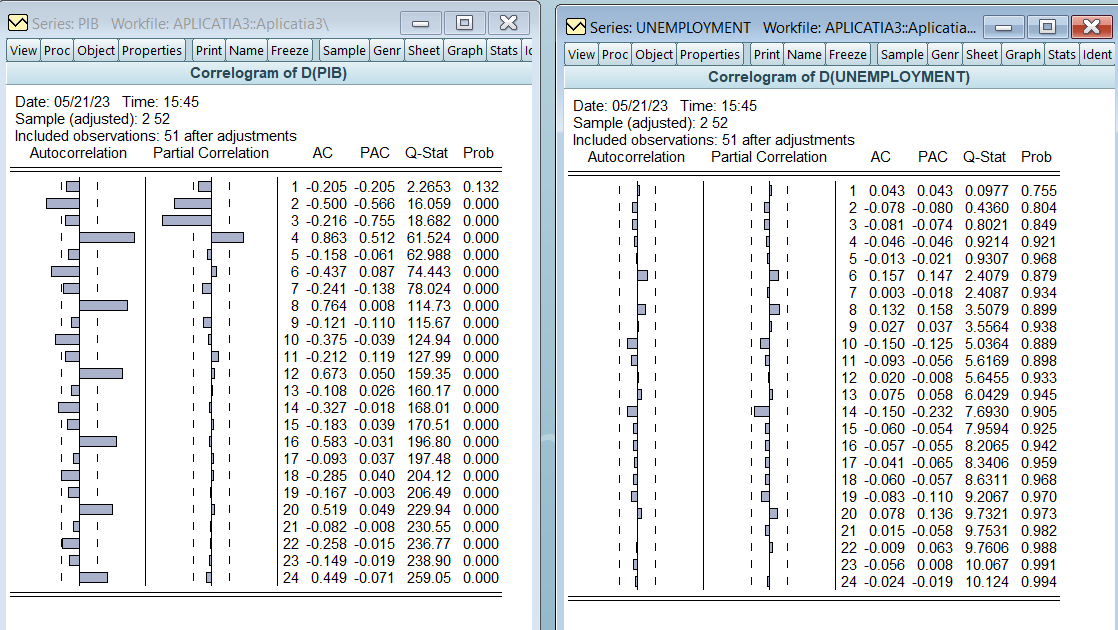 Series: PIB   Workfile: APLICATIA3::Aplicatia3\
View Proc Object Properties Print Name Freeze Sample Genr Sheet Graph Stats
Correlogram of D(PIB)
Date: 05/21/23   Time: 15:45
Sample (adjusted): 2 52
Included observations: 51 after adjustments
Autocorrelation Partial Correlation AC PAC Q-Stat Prob
1 -0.205 -0.205 2.2653 0.132
2 -0.500 -0.566 16.059 0.000
3 -0.216 -0.755 18.682 0.000
4 0.863 0.512 61.524 0.000
5 -0.158 -0.061 62.988 0.000
6 -0.437 0.087 74.443 0.000
7 -0.241 -0.138 78.024 0.000
8 0.764 0.008 114.73 0.000
9 -0.121 -0.110 115.67 0.000
10 -0.375 -0.039 124.94 0.000
11 -0.212 0.119 127.99 0.000
12 0.673 0.050 159.35 0.000
13 -0.108 0.026 160.17 0.000
14 -0.327 -0.018 168.01 0.000
15 -0.183 0.039 170.51 0.000
16 0.583 -0.031 196.80 0.000
17 -0.093 0.037 197.48 0.000
18 -0.285 0.040 204.12 0.000
19 -0.167 -0.003 206.49 0.000
20 0.519 0.049 229.94 0.000
21 -0.082 -0.008 230.55 0.000
22 -0.258 -0.015 236.77 0.000
23 -0.149 -0.019 238.90 0.000
24 0.449 -0.071 259.05 0.000
Series: UNEMPLOYMENT   Workfile: APLICATIA3::Aplicatia...
View Proc Object Properties Print Name Freeze Sample Genr Sheet Graph Stats Ident
Correlogram of D(UNEMPLOYMENT)
Date: 05/21/23   Time: 15:45
Sample (adjusted): 2 52
Included observations: 51 after adjustments
Autocorrelation Partial Correlation AC PAC Q-Stat Prob
1 0.043 0.043 0.0977 0.755
2 -0.078 -0.080 0.4360 0.804
3 -0.081 -0.074 0.8021 0.849
4 -0.046 -0.046 0.9214 0.921
5 -0.013 -0.021 0.9307 0.968
6 0.157 0.147 2.4079 0.879
7 0.003 -0.018 2.4087 0.934
8 0.132 0.158 3.5079 0.899
9 0.027 0.037 3.5564 0.938
10 -0.150 -0.125 5.0364 0.889
11 -0.093 -0.056 5.6169 0.898
12 0.020 -0.008 5.6455 0.933
13 0.075 0.058 6.0429 0.945
14 -0.150 -0.232 7.6930 0.905
15 -0.060 -0.054 7.9594 0.925
16 -0.057 -0.055 8.2065 0.942
17 -0.041 -0.065 8.3406 0.959
18 -0.060 -0.057 8.6311 0.968
19 -0.083 -0.110 9.2067 0.970
20 0.078 0.136 9.7321 0.973
21 0.015 -0.058 9.7531 0.982
22 -0.009 0.063 9.7606 0.988
23 -0.056 0.008 10.067 0.991
24 -0.024 -0.019 10.124 0.994